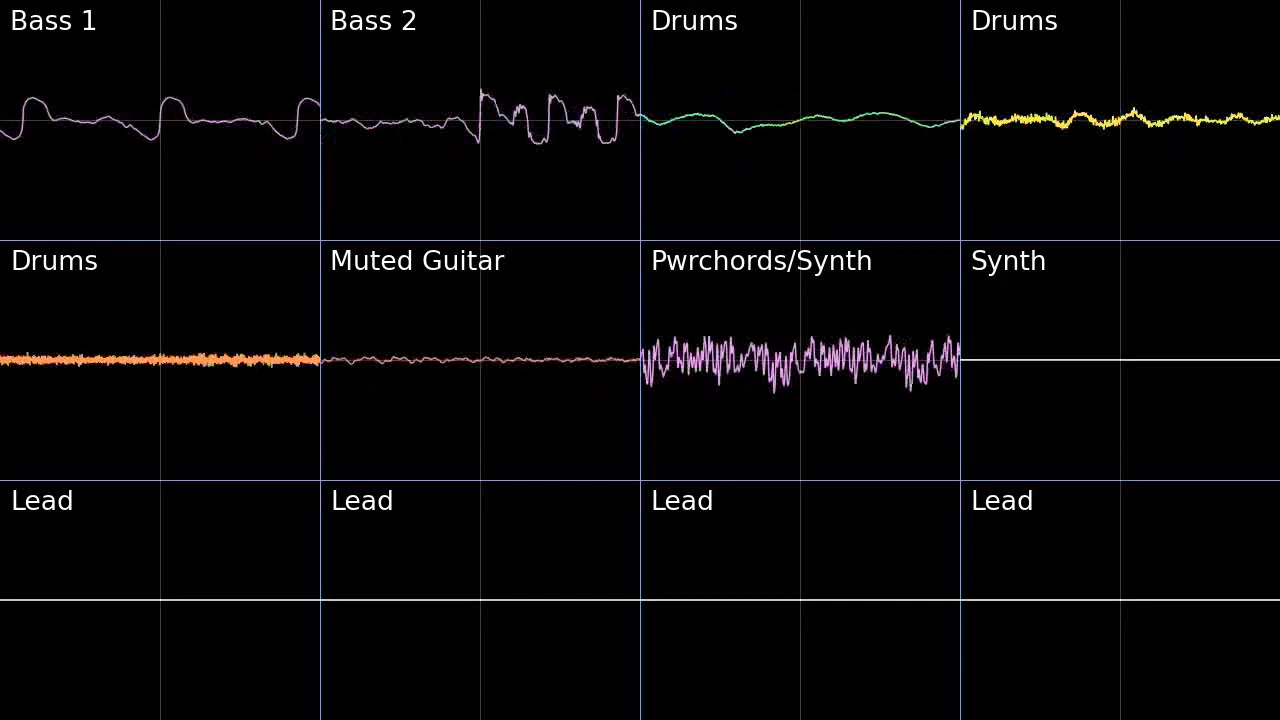 Bass 1
Bass 2
Drums
Drums
Drums
Muted Guitar
Pwrchords/Synth
Synth
Lead
Lead
Lead
Lead